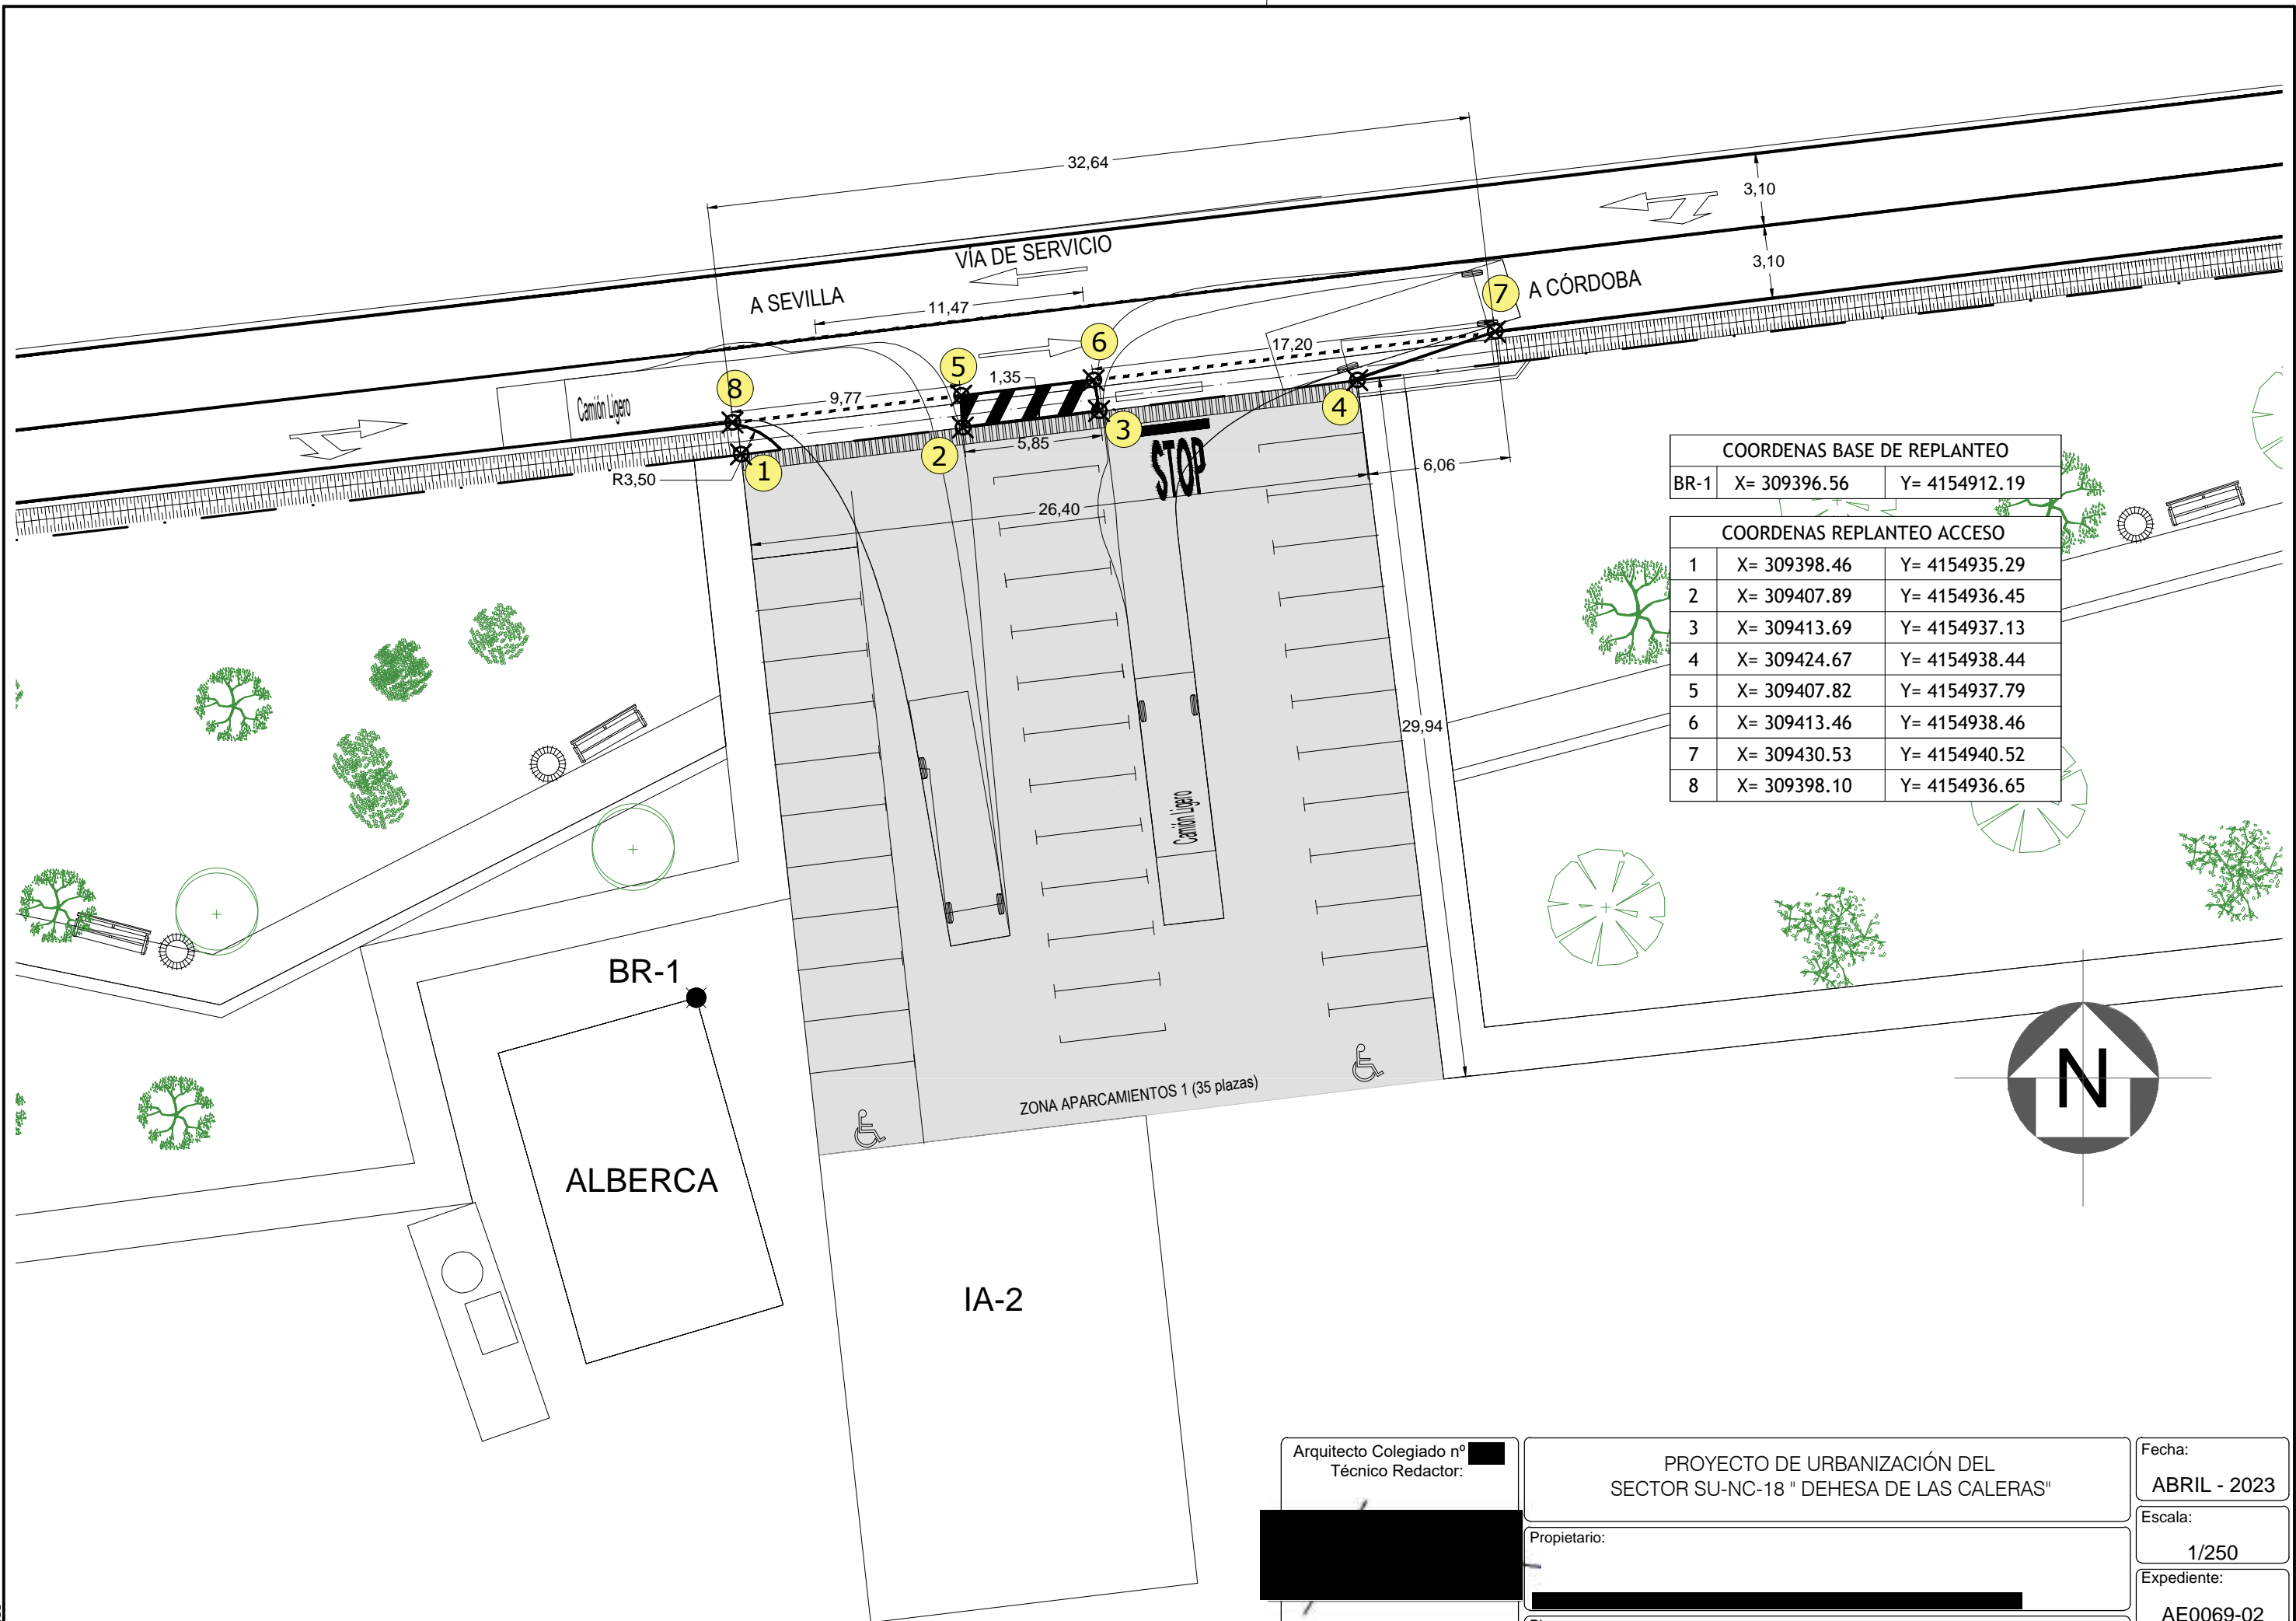 32,64
3,10
3,10
VÍA DE SERVICIO
A SEVILLA
A CÓRDOBA
11,47
7
6
5
17,20
1,35
8
9,77
Camión Ligero
4
3
2
5,85
STOP
1
R3,50
6,06
26,40
COORDENAS BASE DE REPLANTEO
BR-1 X= 309396.56 Y= 4154912.19
COORDENAS REPLANTEO ACCESO
1 X= 309398.46 Y= 4154935.29
2 X= 309407.89 Y= 4154936.45
3 X= 309413.69 Y= 4154937.13
4 X= 309424.67 Y= 4154938.44
5 X= 309407.82 Y= 4154937.79
6 X= 309413.46 Y= 4154938.46
7 X= 309430.53 Y= 4154940.52
8 X= 309398.10 Y= 4154936.65
29,94
Camión Ligero
BR-1
N
ZONA APARCAMIENTOS 1 (35 plazas)
ALBERCA
IA-2
Arquitecto Colegiado nº
Técnico Redactor:
PROYECTO DE URBANIZACIÓN DEL
SECTOR SU-NC-18 " DEHESA DE LAS CALERAS"
Propietario:
Fecha:
ABRIL - 2023
Escala:
1/250
Expediente:
AE0069-02